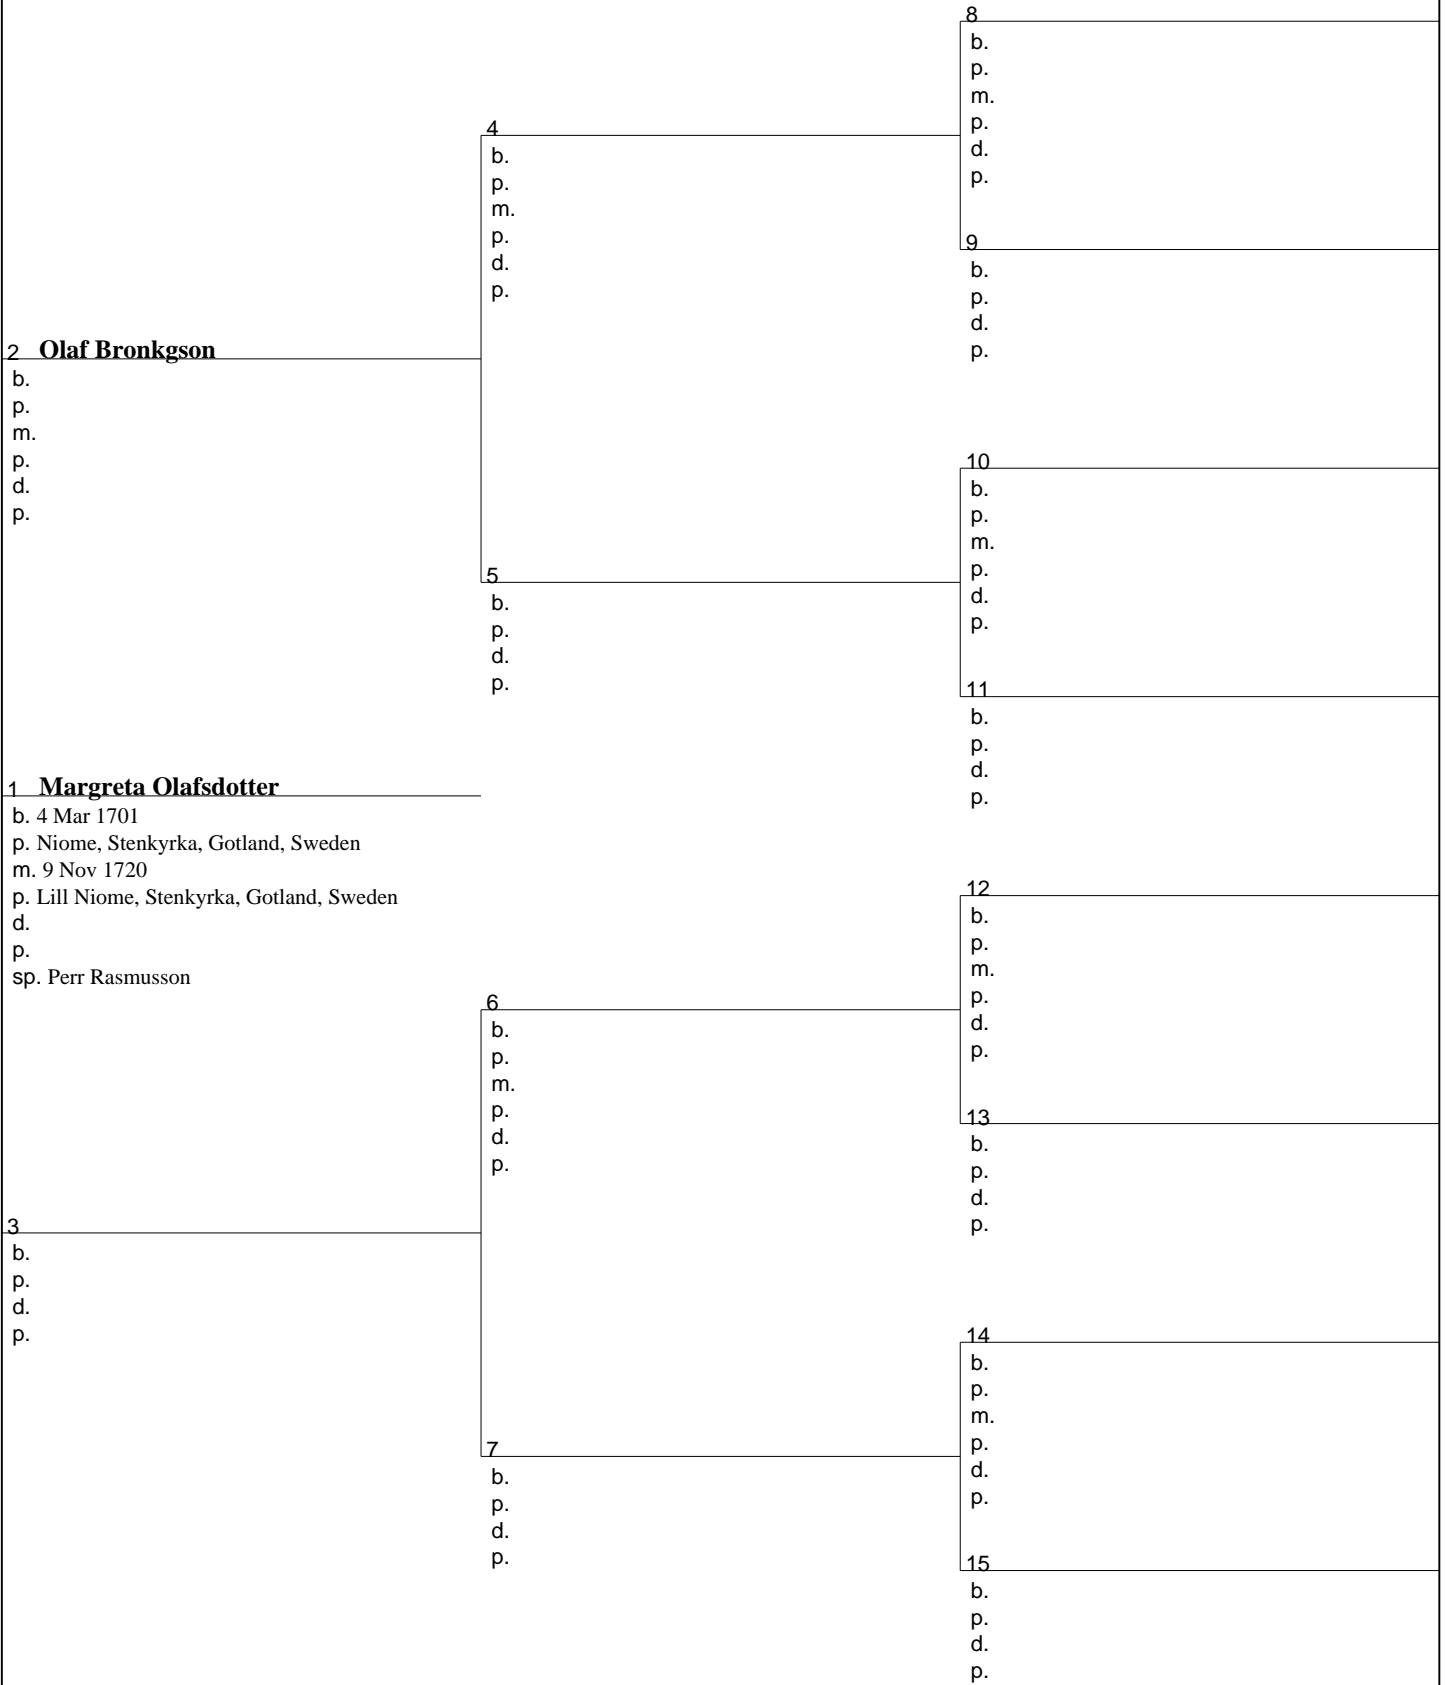 8
b.
p.
m.
p.
d.
p.
4
b.
p.
m.
p.
d.
p.
9
b.
p.
d.
p.
2 Olaf Bronkgson
b.
p.
m.
p.
d.
p.
10
b.
p.
m.
p.
d.
p.
5
b.
p.
d.
p.
11
b.
p.
d.
p.
1 Margreta Olafsdotter
b. 4 Mar 1701
p. Niome, Stenkyrka, Gotland, Sweden
m. 9 Nov 1720
p. Lill Niome, Stenkyrka, Gotland, Sweden
d.
p.
sp. Perr Rasmusson
12
b.
p.
m.
p.
d.
p.
6
b.
p.
m.
p.
d.
p.
13
b.
p.
d.
p.
3
b.
p.
d.
p.
14
b.
p.
m.
p.
d.
p.
7
b.
p.
d.
p.
15
b.
p.
d.
p.